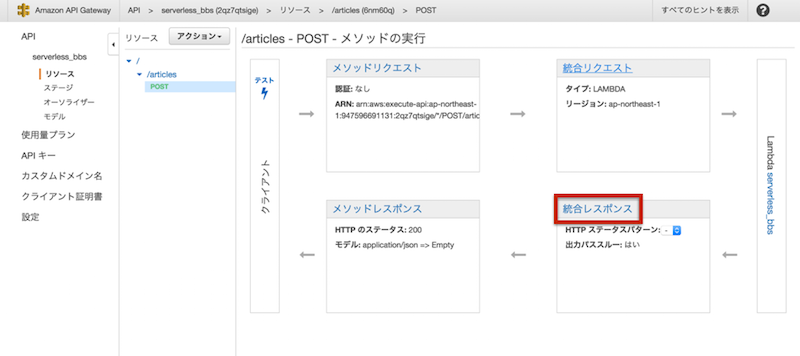 Amazon API Gateway
API > serverless_bbs (2qz7qtsige) > リソース > /articles (6nm60q) > POST
すべてのヒントを表示
?
API
serverless_bbs
リソース
ステージ
オーソライザー
モデル
使用量プラン
API キー
カスタムドメイン名
クライアント証明書
設定
リソース
アクション
/
/articles
POST
/articles - POST - メソッドの実行
テスト
クライアント
メソッドリクエスト
認証: なし
ARN: arn:aws:execute-api:ap-northeast-
1:947596691131:2qz7qtsige/*/POST/artic
統合リクエスト
タイプ: LAMBDA
リージョン: ap-northeast-1
メソッドレスポンス
HTTP のステータス: 200
モデル: application/json => Empty
統合レスポンス
HTTP ステータスパターン: -
出力パススルー: はい
Lambda serverless_bbs